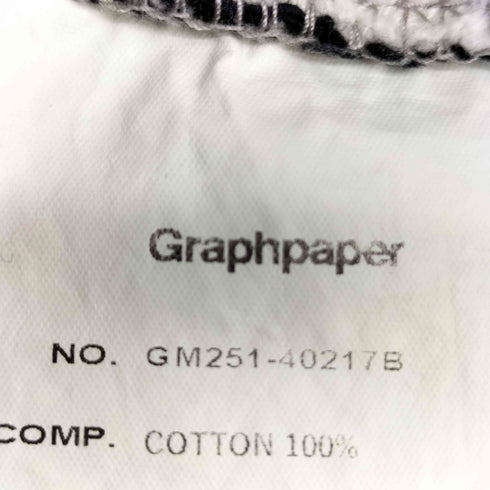 Graphpaper
NO. GM251-40217B
COMP. COTTON 100%